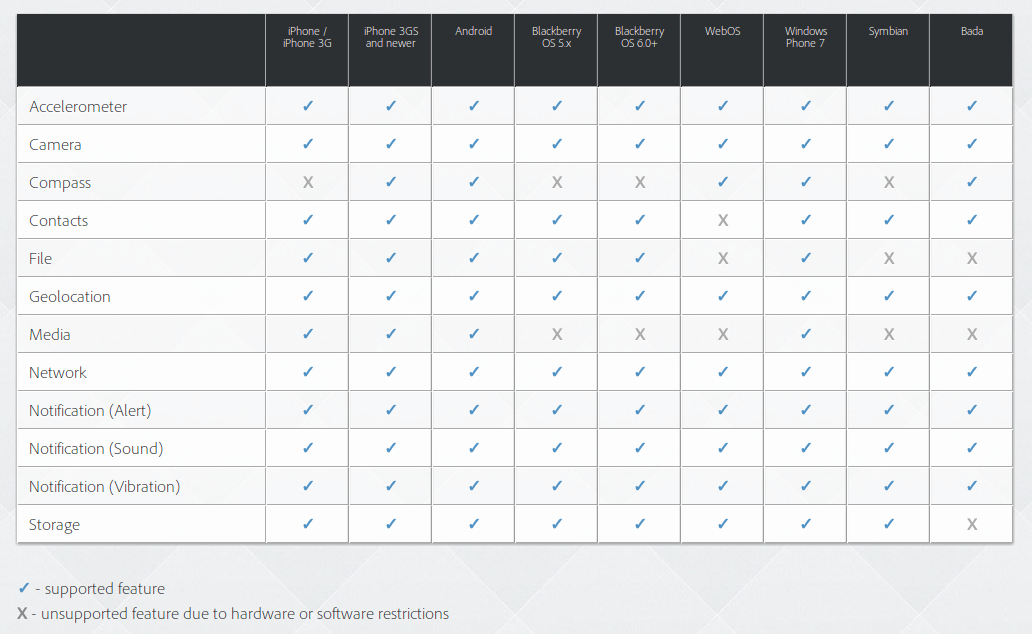 iPhone / iPhone 3G iPhone 3GS and newer Android Blackberry OS 5.x Blackberry OS 6.0+ WebOS Windows Phone 7 Symbian Bada
Accelerometer ✓ ✓ ✓ ✓ ✓ ✓ ✓ ✓ ✓
Camera ✓ ✓ ✓ ✓ ✓ ✓ ✓ ✓ ✓
Compass X ✓ ✓ X X ✓ ✓ X ✓
Contacts ✓ ✓ ✓ ✓ ✓ X ✓ ✓ ✓
File ✓ ✓ ✓ ✓ ✓ X ✓ X X
Geolocation ✓ ✓ ✓ ✓ ✓ ✓ ✓ ✓ ✓
Media ✓ ✓ ✓ X X X ✓ X X
Network ✓ ✓ ✓ ✓ ✓ ✓ ✓ ✓ ✓
Notification (Alert) ✓ ✓ ✓ ✓ ✓ ✓ ✓ ✓ ✓
Notification (Sound) ✓ ✓ ✓ ✓ ✓ ✓ ✓ ✓ ✓
Notification (Vibration) ✓ ✓ ✓ ✓ ✓ ✓ ✓ ✓ ✓
Storage ✓ ✓ ✓ ✓ ✓ ✓ ✓ ✓ X
✓ - supported feature
X - unsupported feature due to hardware or software restrictions